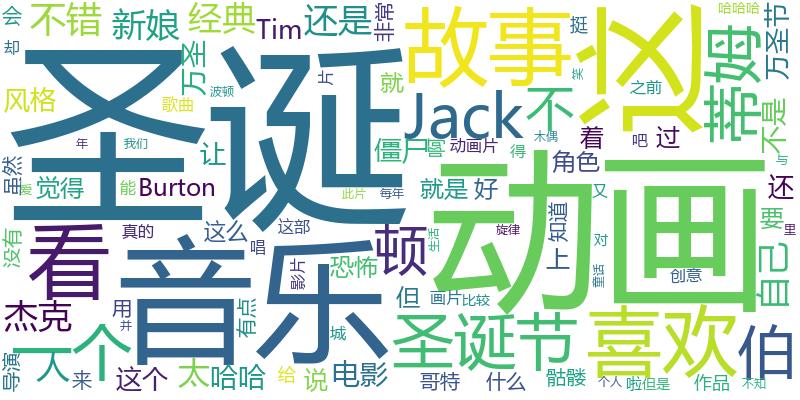 会 不错 新娘 经典 Tim 还是 非常 故事 这 挺 哈哈哈 万圣节
却 圣诞 万圣 片 Jack 不 笑 之前 蒂姆
风格 歌曲 波顿 就 着 过 不是
年 我们 让 僵尸 喜 动画片 得 木偶 吧 与
虽然 觉得 能 Burton 此片 每年 就是 好 角色 又 还
爱 看 音乐 这么 这部 顿 动画 要
没有 真的 唱 影片 恐怖 生活 旋律 上 知道 对 自己 里
杰克 用 有点 但 画片 比较 童话 创意
并 城 圣诞节 喜欢 伯
导演 一个 人 来 这个 太 哈哈 给 说 电影 哥特 什么 骷髅 个人 啦 但是 作品 不知